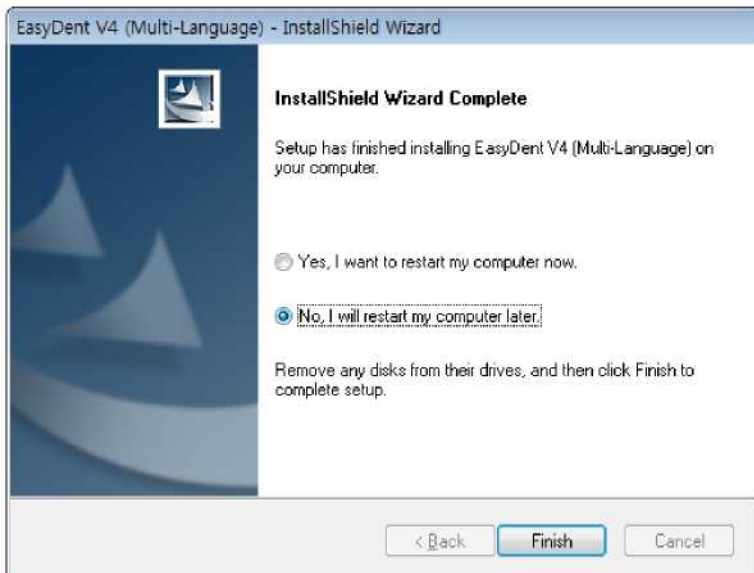 EasyDent V4 (Multi-Language) - InstallShield Wizard
InstallShield Wizard Complete
Setup has finished installing EasyDent V4 (Multi-Language) on
your computer.
Yes, I want to restart my computer now.
No, I will restart my computer later.
Remove any disks from their drives, and then click Finish to
complete setup.
< Back
Finish
Cancel